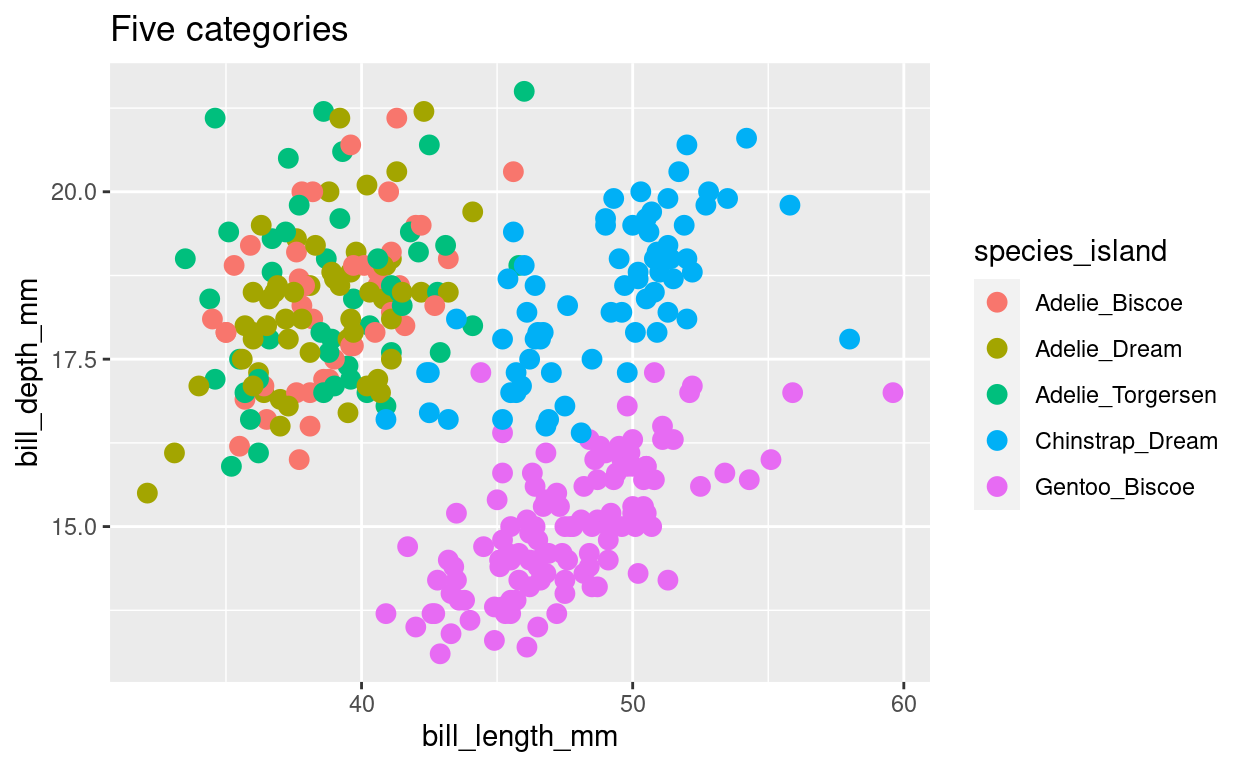 Five categories
20.0
17.5
15.0
bill_depth_mm
40 50 60
bill_length_mm
species_island
Adelie_Biscoe
Adelie_Dream
Adelie_Torgersen
Chinstrap_Dream
Gentoo_Biscoe